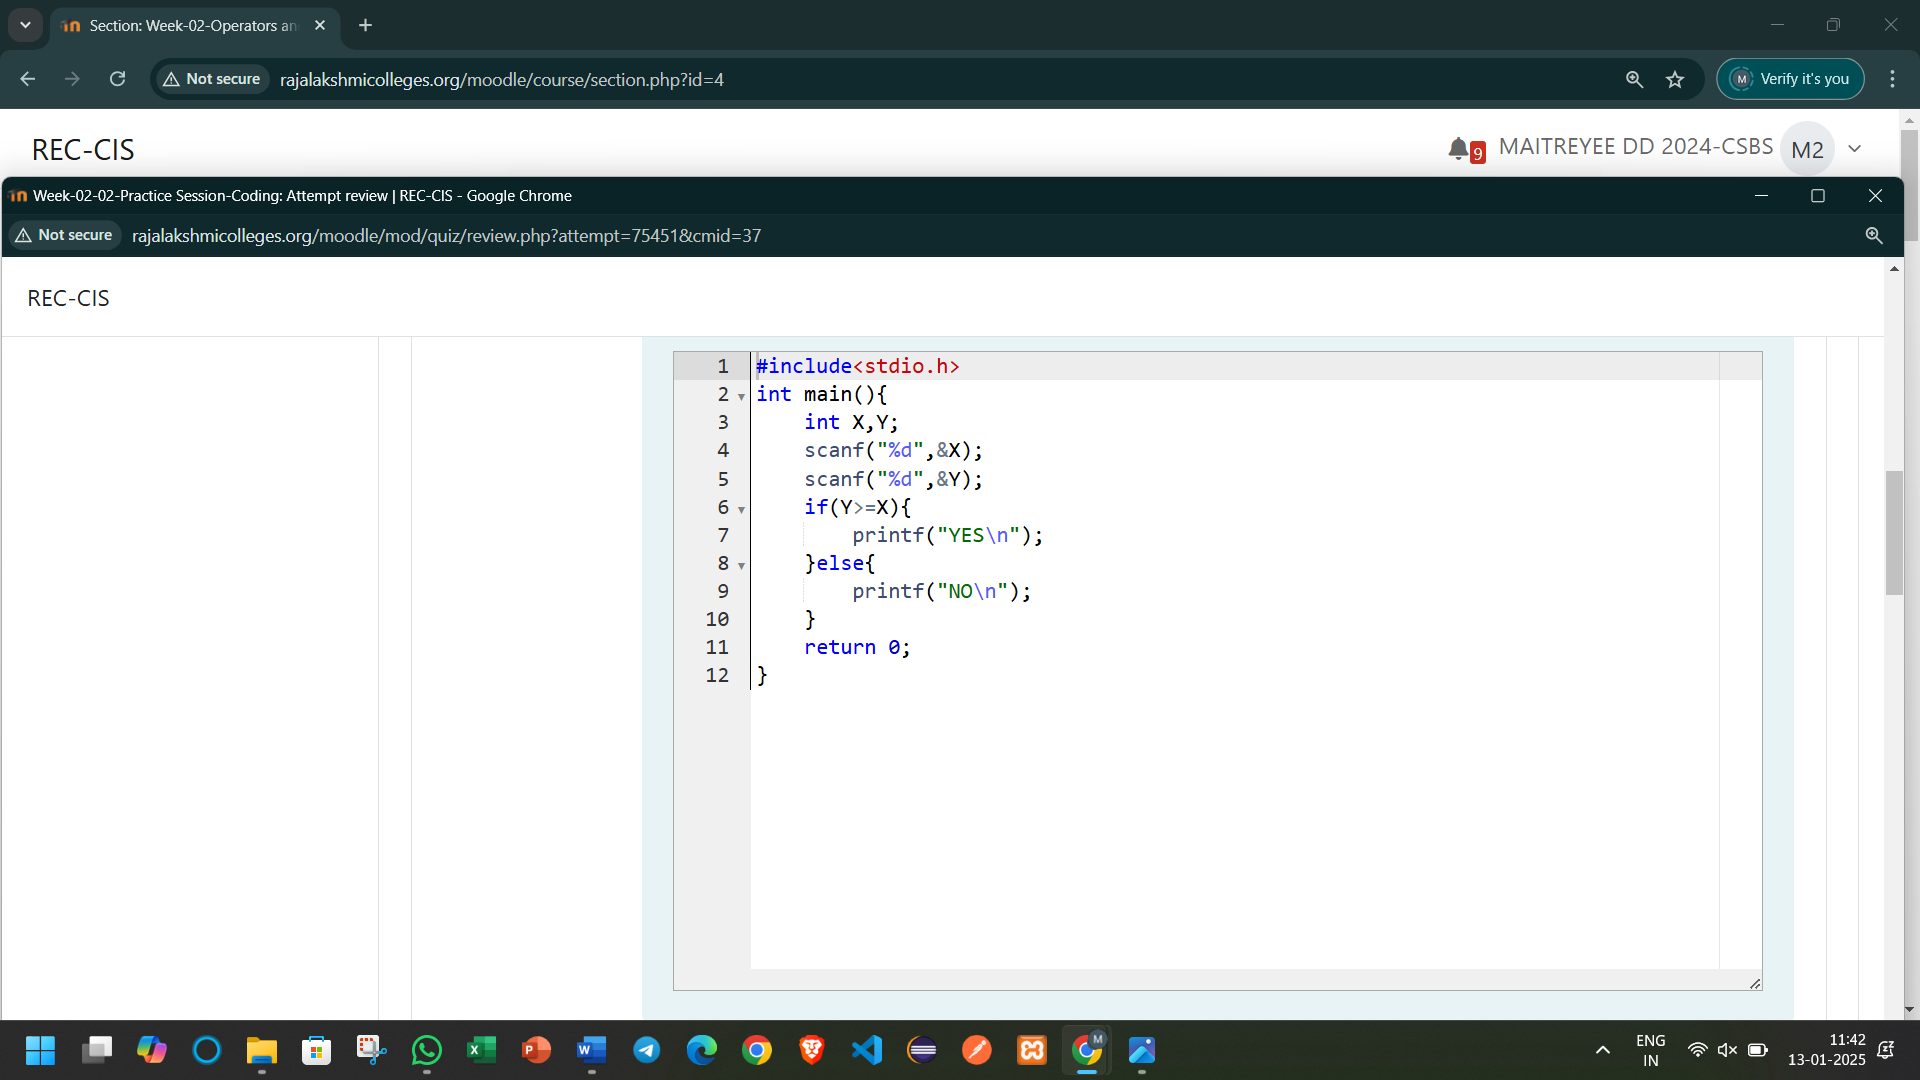 Section: Week-02-Operators an
Not secure
rajalakshmicolleges.org/moodle/course/section.php?id=4
M
Verify it's you
REC-CIS
9
MAITREYEE DD 2024-CSBS
M2
Week-02-02-Practice Session-Coding: Attempt review | REC-CIS - Google Chrome
Not secure
rajalakshmicolleges.org/moodle/mod/quiz/review.php?attempt=75451&cmid=37
REC-CIS
1 #include<stdio.h>
2 int main(){
3 int X,Y;
4 scanf("%d",&X);
5 scanf("%d",&Y);
6 if(Y>=X){
7 printf("YES\n");
8 }else{
9 printf("NO\n");
10 }
11 return 0;
12 }
ENG
IN
11:42
13-01-2025